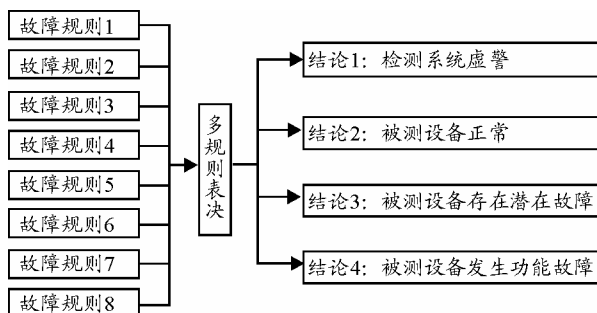 故障规则1
故障规则2
故障规则3
故障规则4
故障规则5
故障规则6
故障规则7
故障规则8
多规则表决
结论1：检测系统虚警
结论2：被测设备正常
结论3：被测设备存在潜在故障
结论4：被测设备发生功能故障